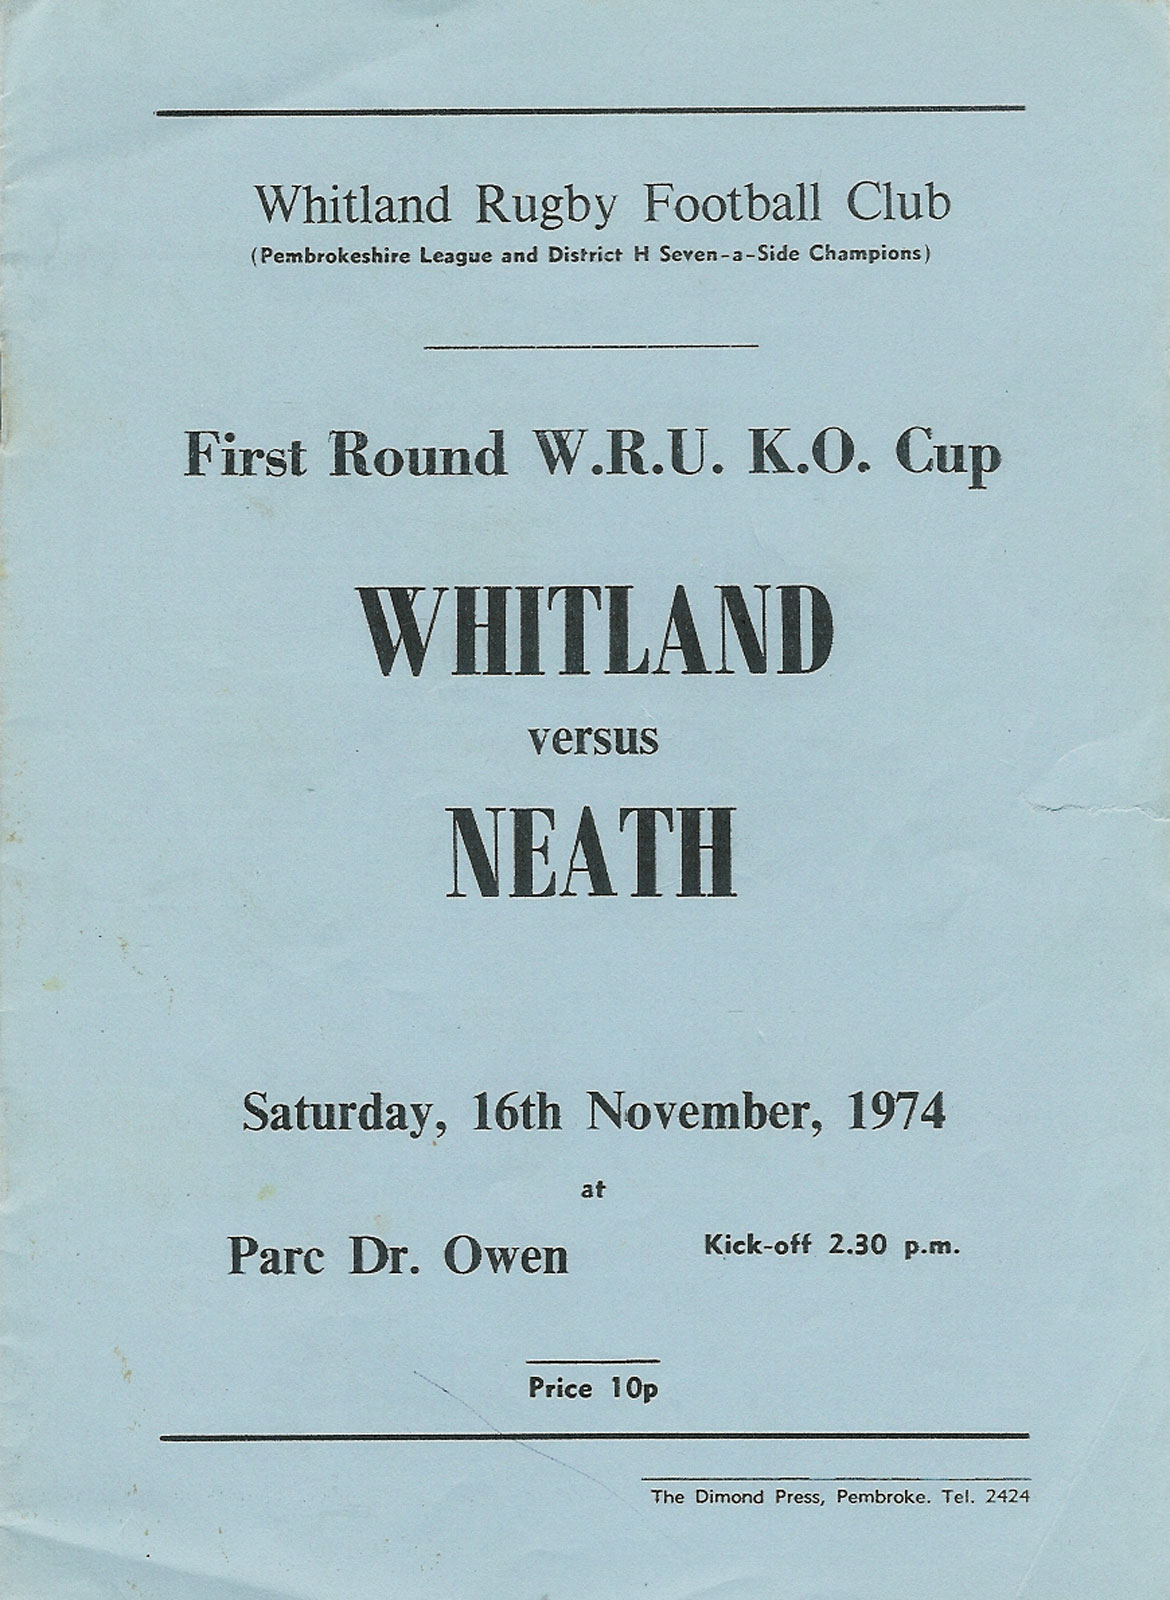 Whitland Rugby Football Club
(Pembrokeshire League and District H Seven-a-Side Champions)
First Round W.R.U. K.O. Cup
WHITLAND
versus
NEATH
Saturday, 16th November, 1974
at
Parc Dr. Owen
Kick-off 2.30 p.m.
Price 10p
The Dimond Press, Pembroke. Tel. 2424